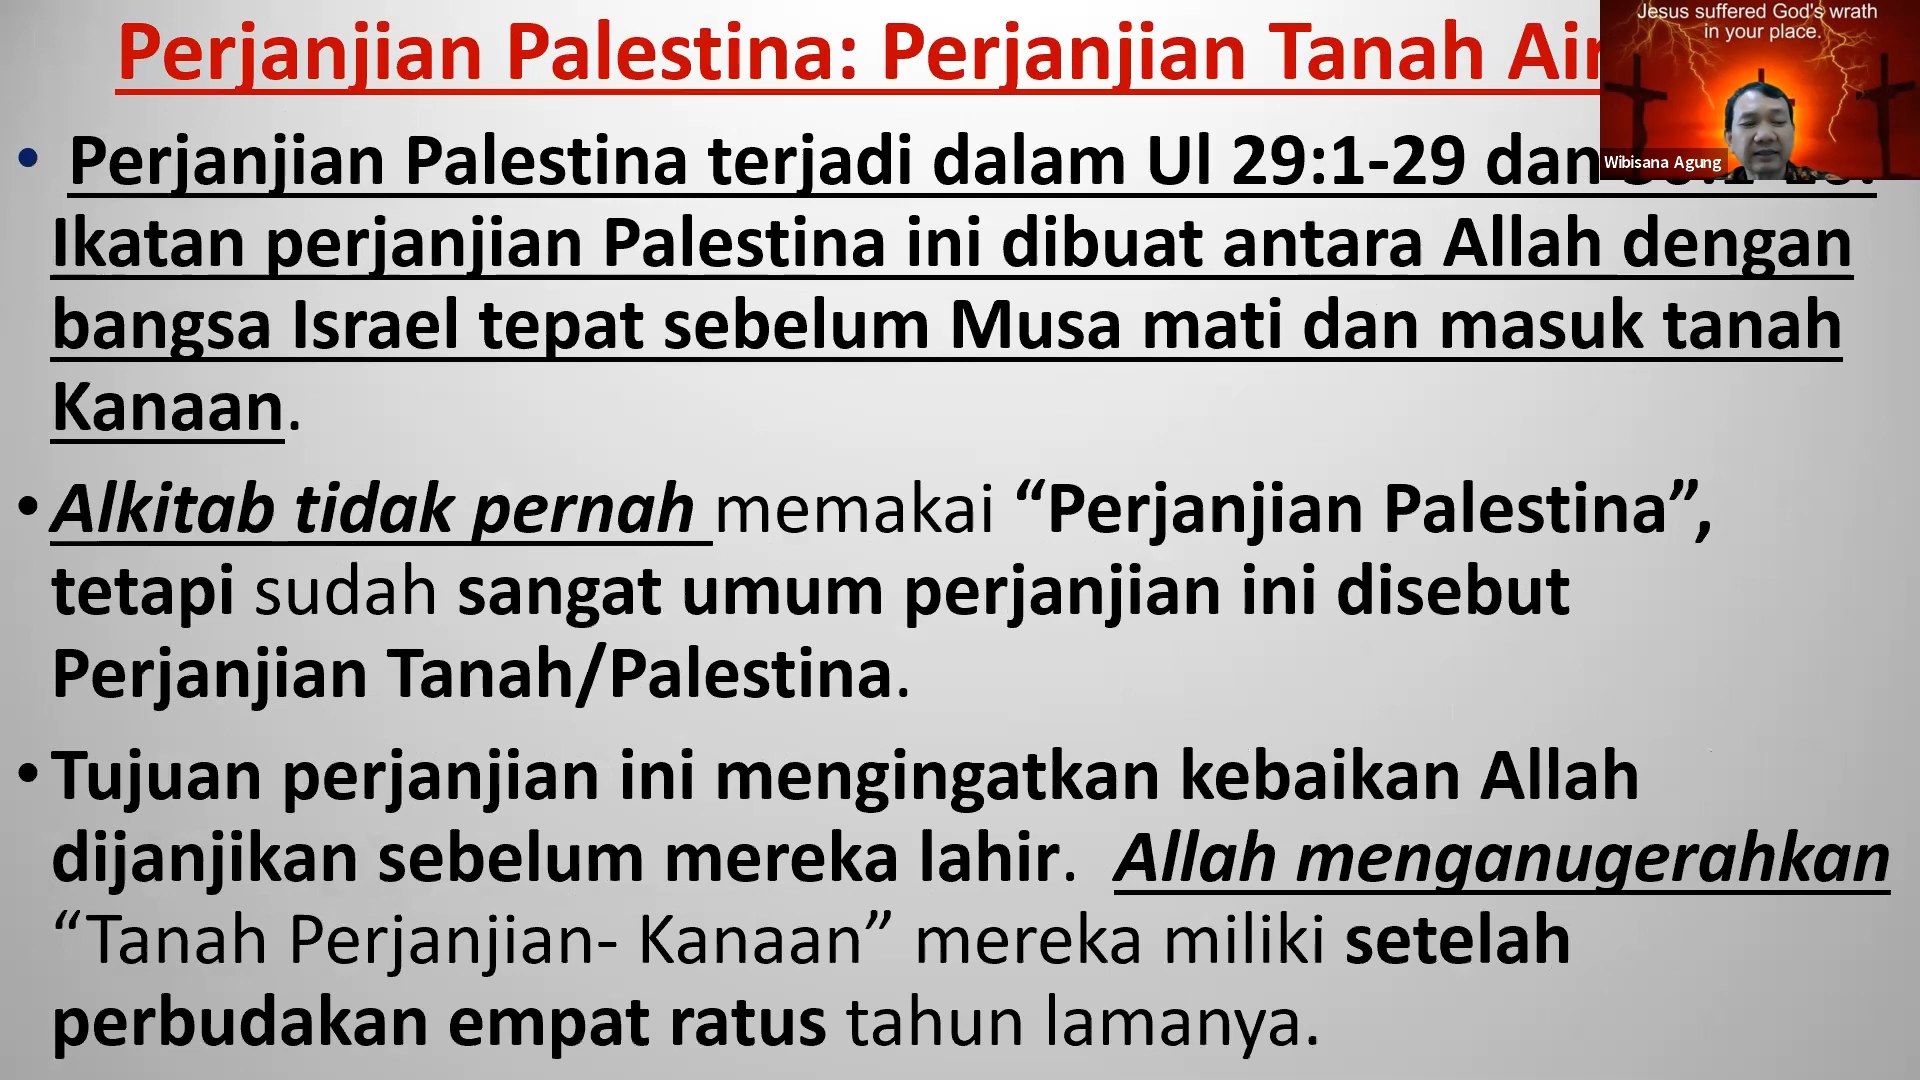 Perjanjian Palestina: Perjanjian Tanah Air
Jesus suffered God's wrath
in your place.
Wibisana Agung
• Perjanjian Palestina terjadi dalam Ul 29:1-29 dan
Ikatan perjanjian Palestina ini dibuat antara Allah dengan
bangsa Israel tepat sebelum Musa mati dan masuk tanah
Kanaan.
• Alkitab tidak pernah memakai “Perjanjian Palestina”,
tetapi sudah sangat umum perjanjian ini disebut
Perjanjian Tanah/Palestina.
• Tujuan perjanjian ini mengingatkan kebaikan Allah
dijanjikan sebelum mereka lahir. Allah menganugerahkan
“Tanah Perjanjian- Kanaan” mereka miliki setelah
perbudakan empat ratus tahun lamanya.